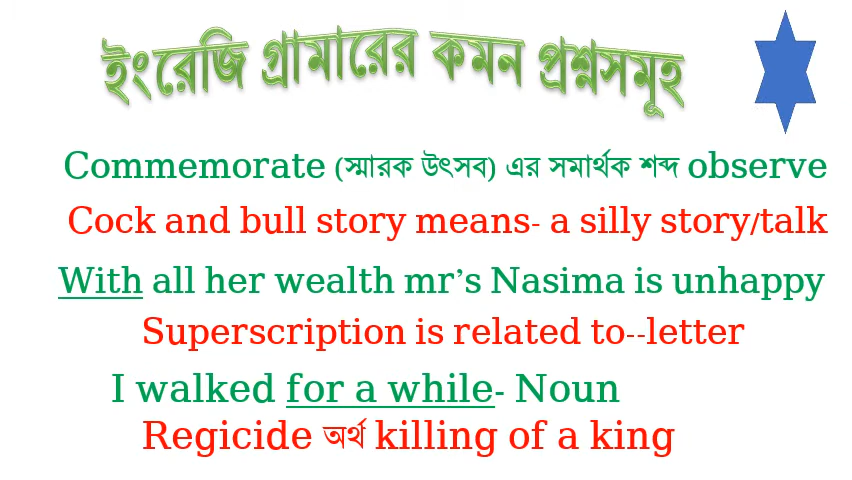 ইংরেজি গ্রামারের কমন প্রশ্নসমূহ
Commemorate (স্মারক উৎসব) এর সমার্থক শব্দ observe
Cock and bull story means- a silly story/talk
With all her wealth mr’s Nasima is unhappy
Superscription is related to--letter
I walked for a while- Noun
Regicide অর্থ killing of a king